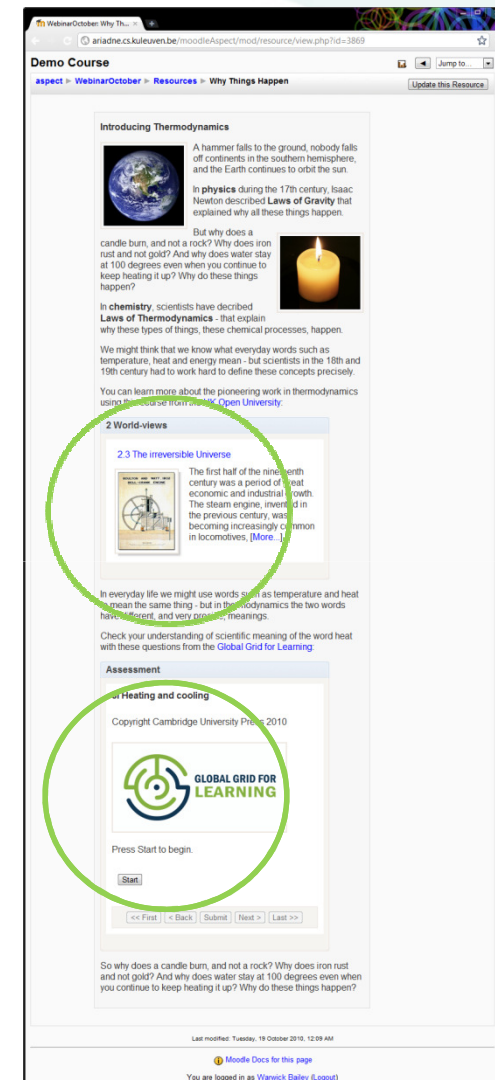 WebinarOctober: Why Th...
ariadne.cs.kuleuven.be/moodleAspect/mod/resource/view.php?id=3869
Demo Course
Jump to...
aspect ► WebinarOctober ► Resources ► Why Things Happen
Update this Resource
Introducing Thermodynamics
A hammer falls to the ground, nobody falls
off continents in the southern hemisphere,
and the Earth continues to orbit the sun.
In physics during the 17th century, Isaac
Newton described Laws of Gravity that
explained why all these things happen.
But why does a
candle burn, and not a rock? Why does iron
rust and not gold? And why does water stay
at 100 degrees even when you continue to
keep heating it up? Why do these things
happen?
In chemistry, scientists have decribed
Laws of Thermodynamics - that explain
why these types of things, these chemical processes, happen.
We might think that we know what everyday words such as
temperature, heat and energy mean - but scientists in the 18th and
19th century had to work hard to define these concepts precisely.
You can learn more about the pioneering work in thermodynamics
using this course from the UK Open University:
2 World-views
2.3 The irreversible Universe
The first half of the nineteenth
century was a period of great
economic and industrial growth.
The steam engine, invented in
the previous century, was
becoming increasingly common
in locomotives, [More...]
In everyday life we might use words such as temperature and heat
to mean the same thing - but in thermodynamics the two words
have different, and very precise, meanings.
Check your understanding of scientific meaning of the word heat
with these questions from the Global Grid for Learning:
Assessment
Heating and cooling
Copyright Cambridge University Press 2010
GLOBAL GRID FOR
LEARNING
Press Start to begin.
Start
<< First
< Back
Submit
Next >
Last >>
So why does a candle burn, and not a rock? Why does iron rust
and not gold? And why does water stay at 100 degrees even when
you continue to keep heating it up? Why do these things happen?
Last modified: Tuesday, 19 October 2010, 12:09 AM
Moodle Docs for this page
You are logged in as Warwick Bailey (Logout)